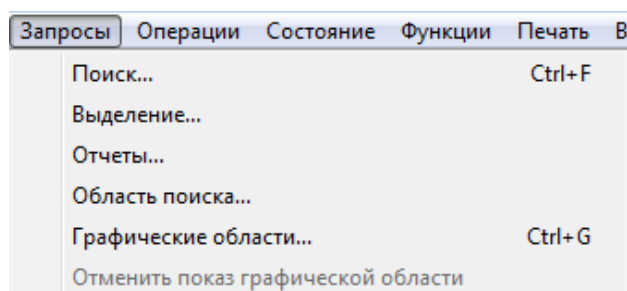 Запросы Операции Состояние Функции Печать В
Поиск... Ctrl+F
Выделение...
Отчеты...
Область поиска...
Графические области... Ctrl+G
Отменить показ графической области